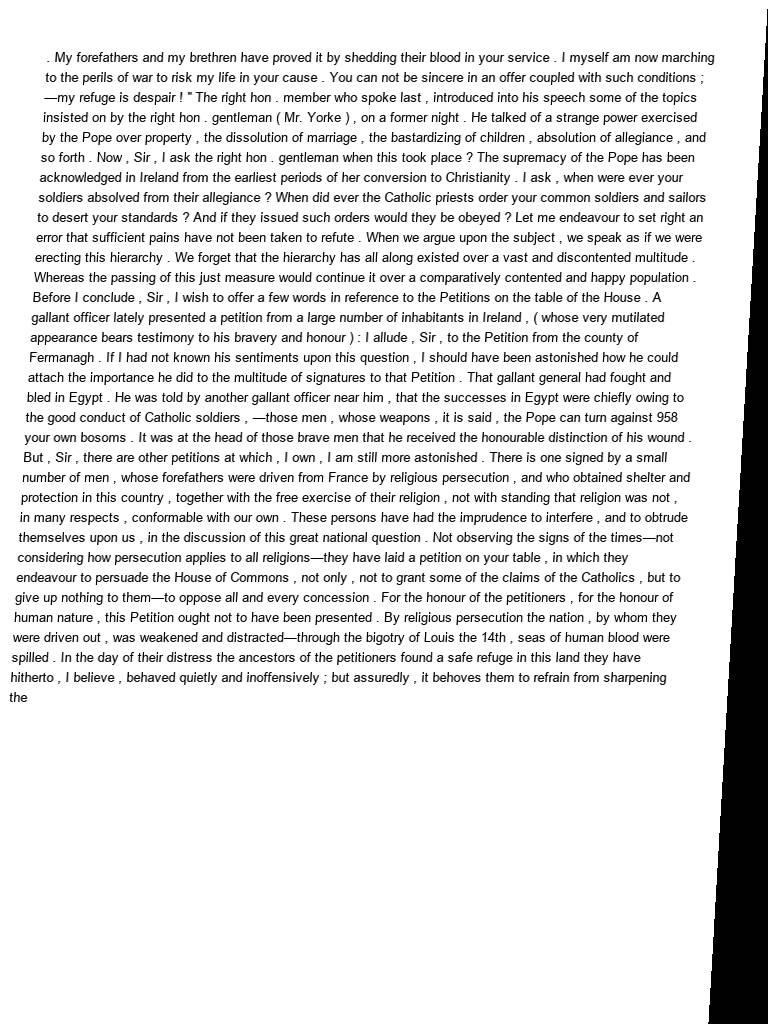 . My forefathers and my brethren have proved it by shedding their blood in your service . I myself am now marching
to the perils of war to risk my life in your cause . You can not be sincere in an offer coupled with such conditions ;
—my refuge is despair ! " The right hon . member who spoke last , introduced into his speech some of the topics
insisted on by the right hon . gentleman ( Mr. Yorke ) , on a former night . He talked of a strange power exercised
by the Pope over property , the dissolution of marriage , the bastardizing of children , absolution of allegiance , and
so forth . Now , Sir , I ask the right hon . gentleman when this took place ? The supremacy of the Pope has been
acknowledged in Ireland from the earliest periods of her conversion to Christianity . I ask , when were ever your
soldiers absolved from their allegiance ? When did ever the Catholic priests order your common soldiers and sailors
to desert your standards ? And if they issued such orders would they be obeyed ? Let me endeavour to set right an
error that sufficient pains have not been taken to refute . When we argue upon the subject , we speak as if we were
erecting this hierarchy . We forget that the hierarchy has all along existed over a vast and discontented multitude .
Whereas the passing of this just measure would continue it over a comparatively contented and happy population .
Before I conclude , Sir , I wish to offer a few words in reference to the Petitions on the table of the House . A
gallant officer lately presented a petition from a large number of inhabitants in Ireland , ( whose very mutilated
appearance bears testimony to his bravery and honour ) : I allude , Sir , to the Petition from the county of
Fermanagh . If I had not known his sentiments upon this question , I should have been astonished how he could
attach the importance he did to the multitude of signatures to that Petition . That gallant general had fought and
bled in Egypt . He was told by another gallant officer near him , that the successes in Egypt were chiefly owing to
the good conduct of Catholic soldiers , —those men , whose weapons , it is said , the Pope can turn against 958
your own bosoms . It was at the head of those brave men that he received the honourable distinction of his wound .
But , Sir , there are other petitions at which , I own , I am still more astonished . There is one signed by a small
number of men , whose forefathers were driven from France by religious persecution , and who obtained shelter and
protection in this country , together with the free exercise of their religion , not with standing that religion was not ,
in many respects , conformable with our own . These persons have had the imprudence to interfere , and to obtrude
themselves upon us , in the discussion of this great national question . Not observing the signs of the times—not
considering how persecution applies to all religions—they have laid a petition on your table , in which they
endeavour to persuade the House of Commons , not only , not to grant some of the claims of the Catholics , but to
give up nothing to them—to oppose all and every concession . For the honour of the petitioners , for the honour of
human nature , this Petition ought not to have been presented . By religious persecution the nation , by whom they
were driven out , was weakened and distracted—through the bigotry of Louis the 14th , seas of human blood were
spilled . In the day of their distress the ancestors of the petitioners found a safe refuge in this land they have
hitherto , I believe , behaved quietly and inoffensively ; but assuredly , it behoves them to refrain from sharpening
the